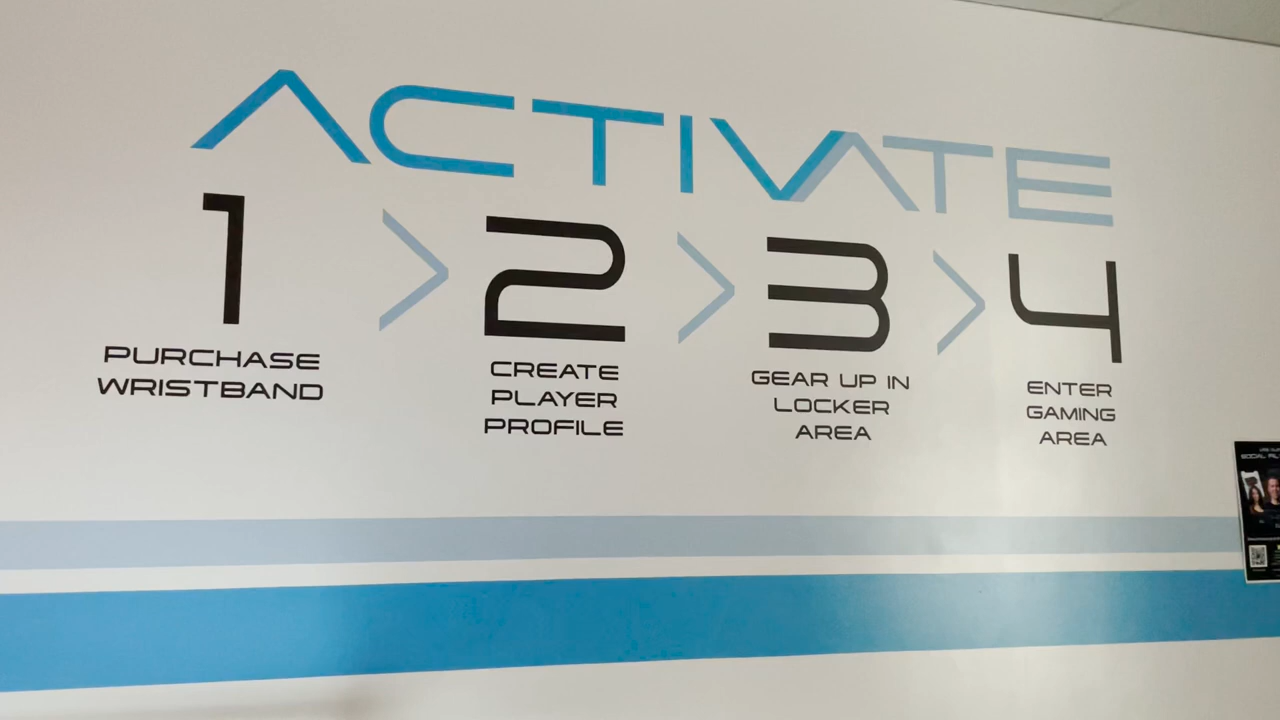 ACTIVATE
1 > 2 > 3 > 4
PURCHASE
WRISTBAND
CREATE
PLAYER
PROFILE
GEAR UP IN
LOCKER
AREA
ENTER
GAMING
AREA